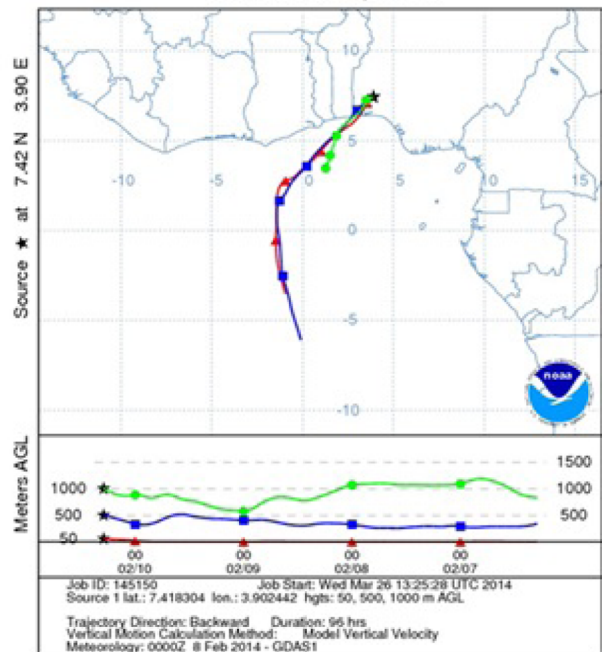 Source ★ at 7.42 N 3.90 E
10
5
-10 -5 0 5 10 15
0
-5
-10
noaa
Meters AGL
1500
1000 1000
500 500
50
00 00 00 00
02/10 02/09 02/08 02/07
Job ID: 145150 Job Start: Wed Mar 26 13:25:28 UTC 2014
Source 1 lat.: 7.418304 lon.: 3.902442 hgts: 50, 500, 1000 m AGL
Trajectory Direction: Backward Duration: 96 hrs
Vertical Motion Calculation Method: Model Vertical Velocity
Meteorology: 0000Z 8 Feb 2014 - GDAS1